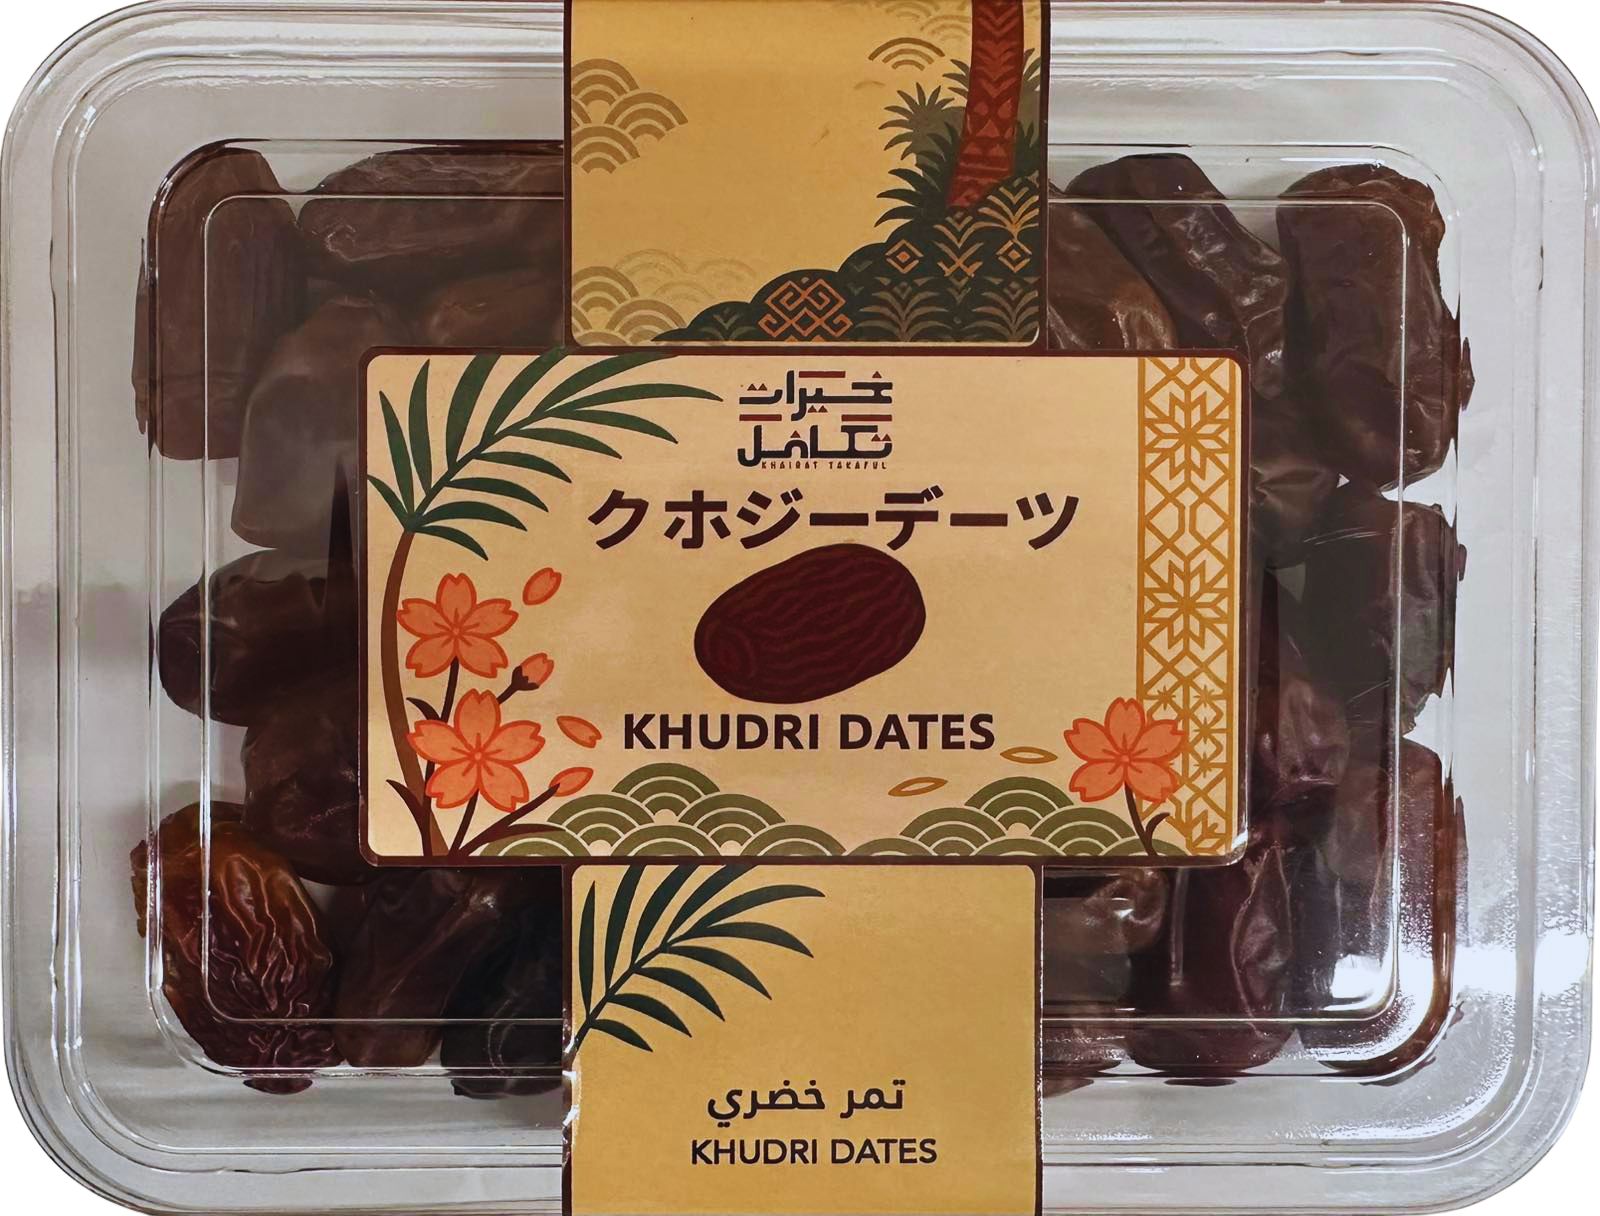 خيرات
تكافل
KHAIRAT TAKAFUL
クホジーデーツ
KHUDRI DATES
تمر خضري
KHUDRI DATES